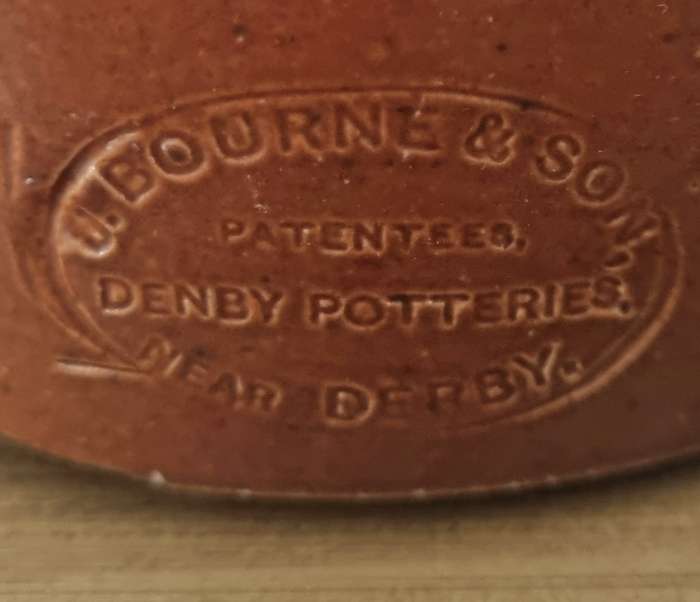 J. BOURNE & SON,
PATENTEES,
DENBY POTTERIES,
NEAR DERBY.